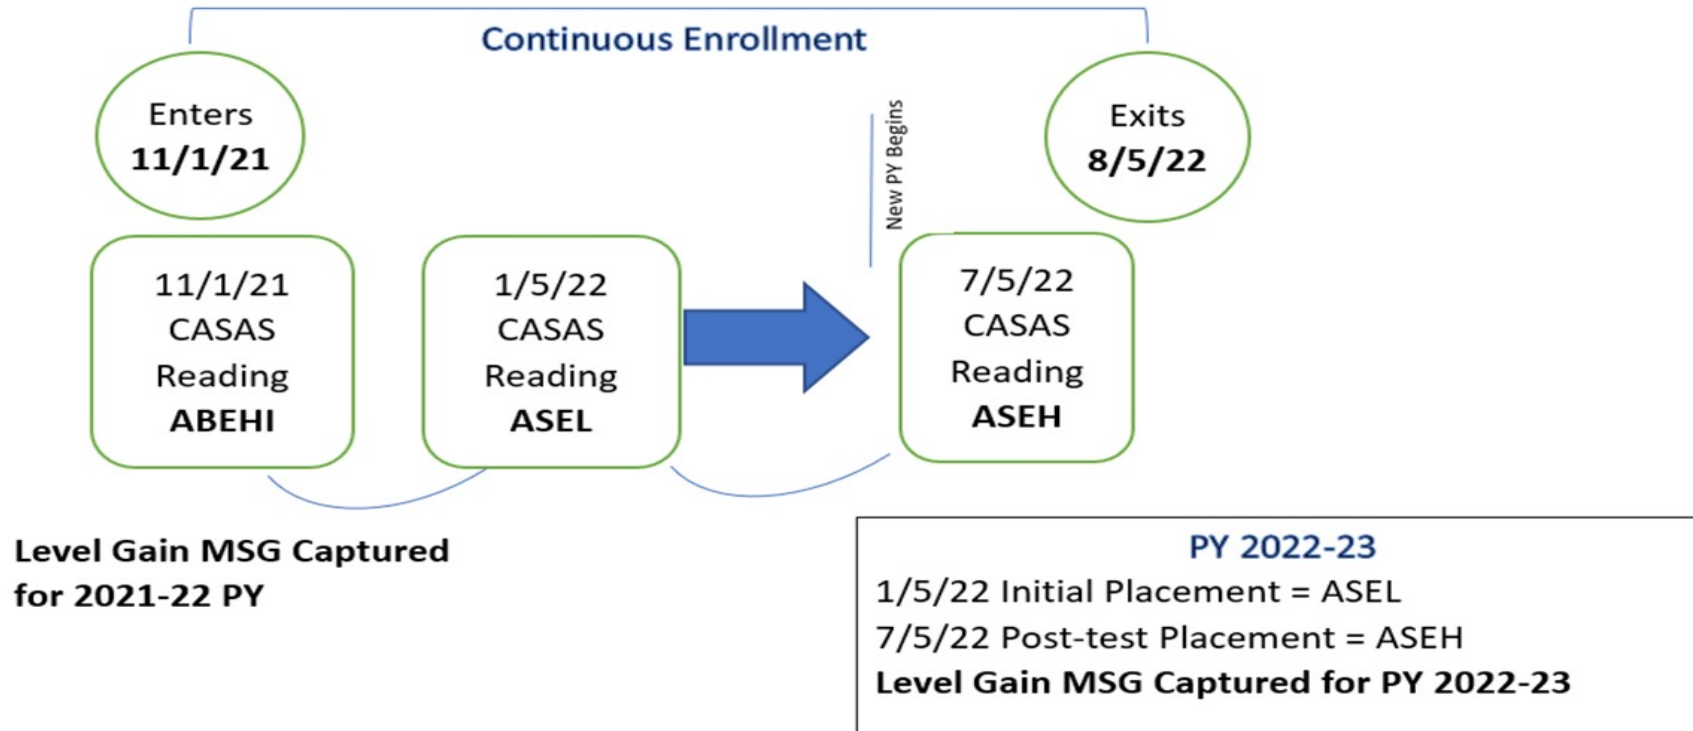 Continuous Enrollment
Enters
11/1/21
New PY Begins
Exits
8/5/22
11/1/21
CASAS
Reading
ABEHI
1/5/22
CASAS
Reading
ASEL
7/5/22
CASAS
Reading
ASEH
Level Gain MSG Captured
for 2021-22 PY
PY 2022-23
1/5/22 Initial Placement = ASEL
7/5/22 Post-test Placement = ASEH
Level Gain MSG Captured for PY 2022-23